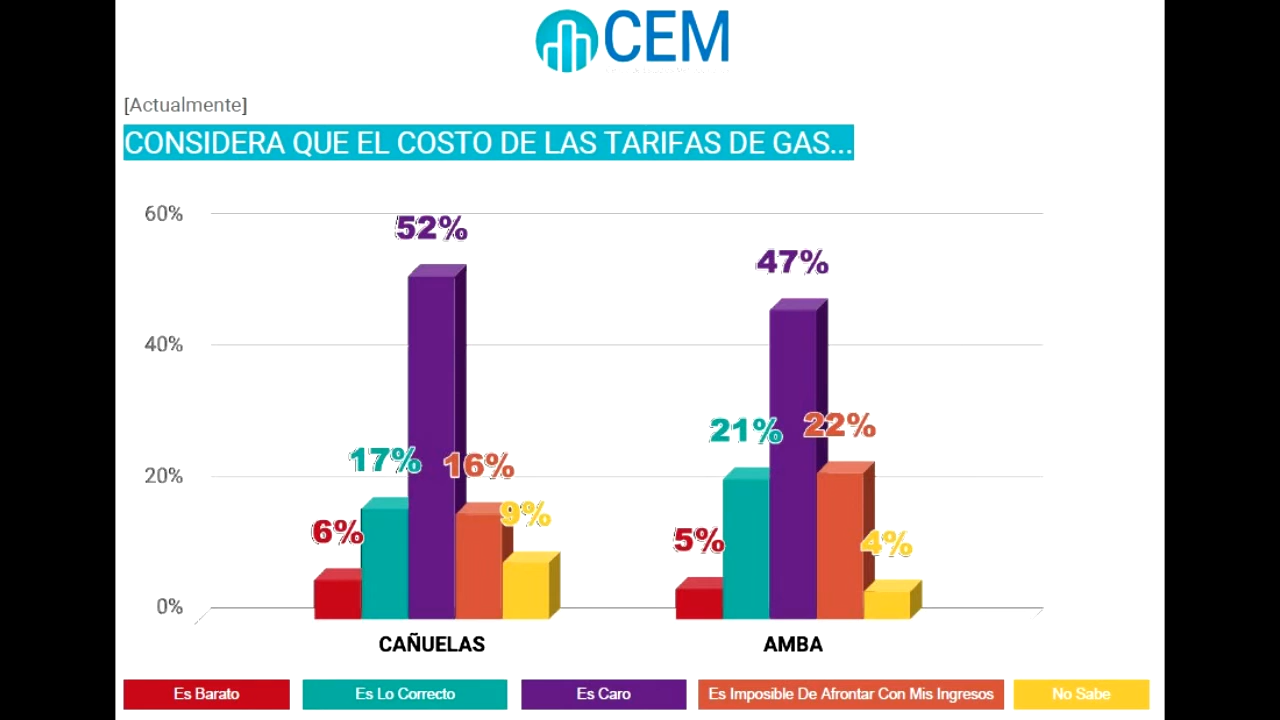 CEM
[Actualmente]
CONSIDERA QUE EL COSTO DE LAS TARIFAS DE GAS...
60%
40%
20%
0%
6%
17%
52%
16%
9%
5%
21%
47%
22%
4%
CAÑUELAS
AMBA
Es Barato
Es Lo Correcto
Es Caro
Es Imposible De Afrontar Con Mis Ingresos
No Sabe